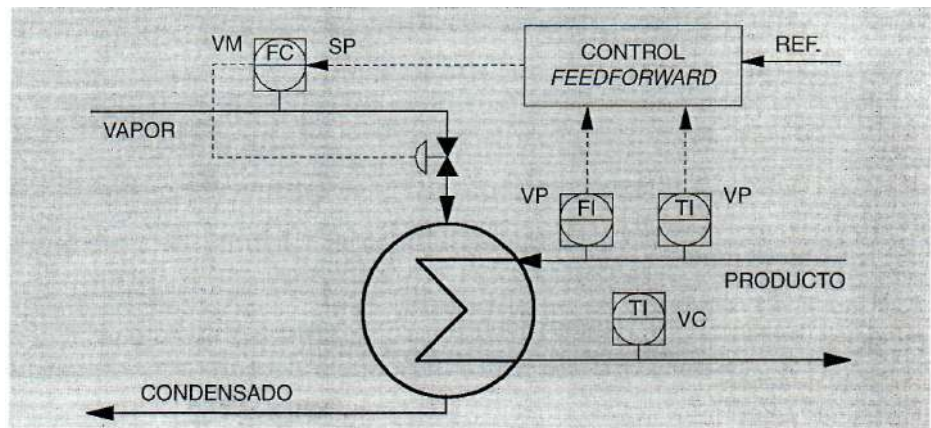 VM
FC
SP
CONTROL
FEEDFORWARD
REF.
VAPOR
VP
FI
TI
VP
PRODUCTO
TI
VC
CONDENSADO